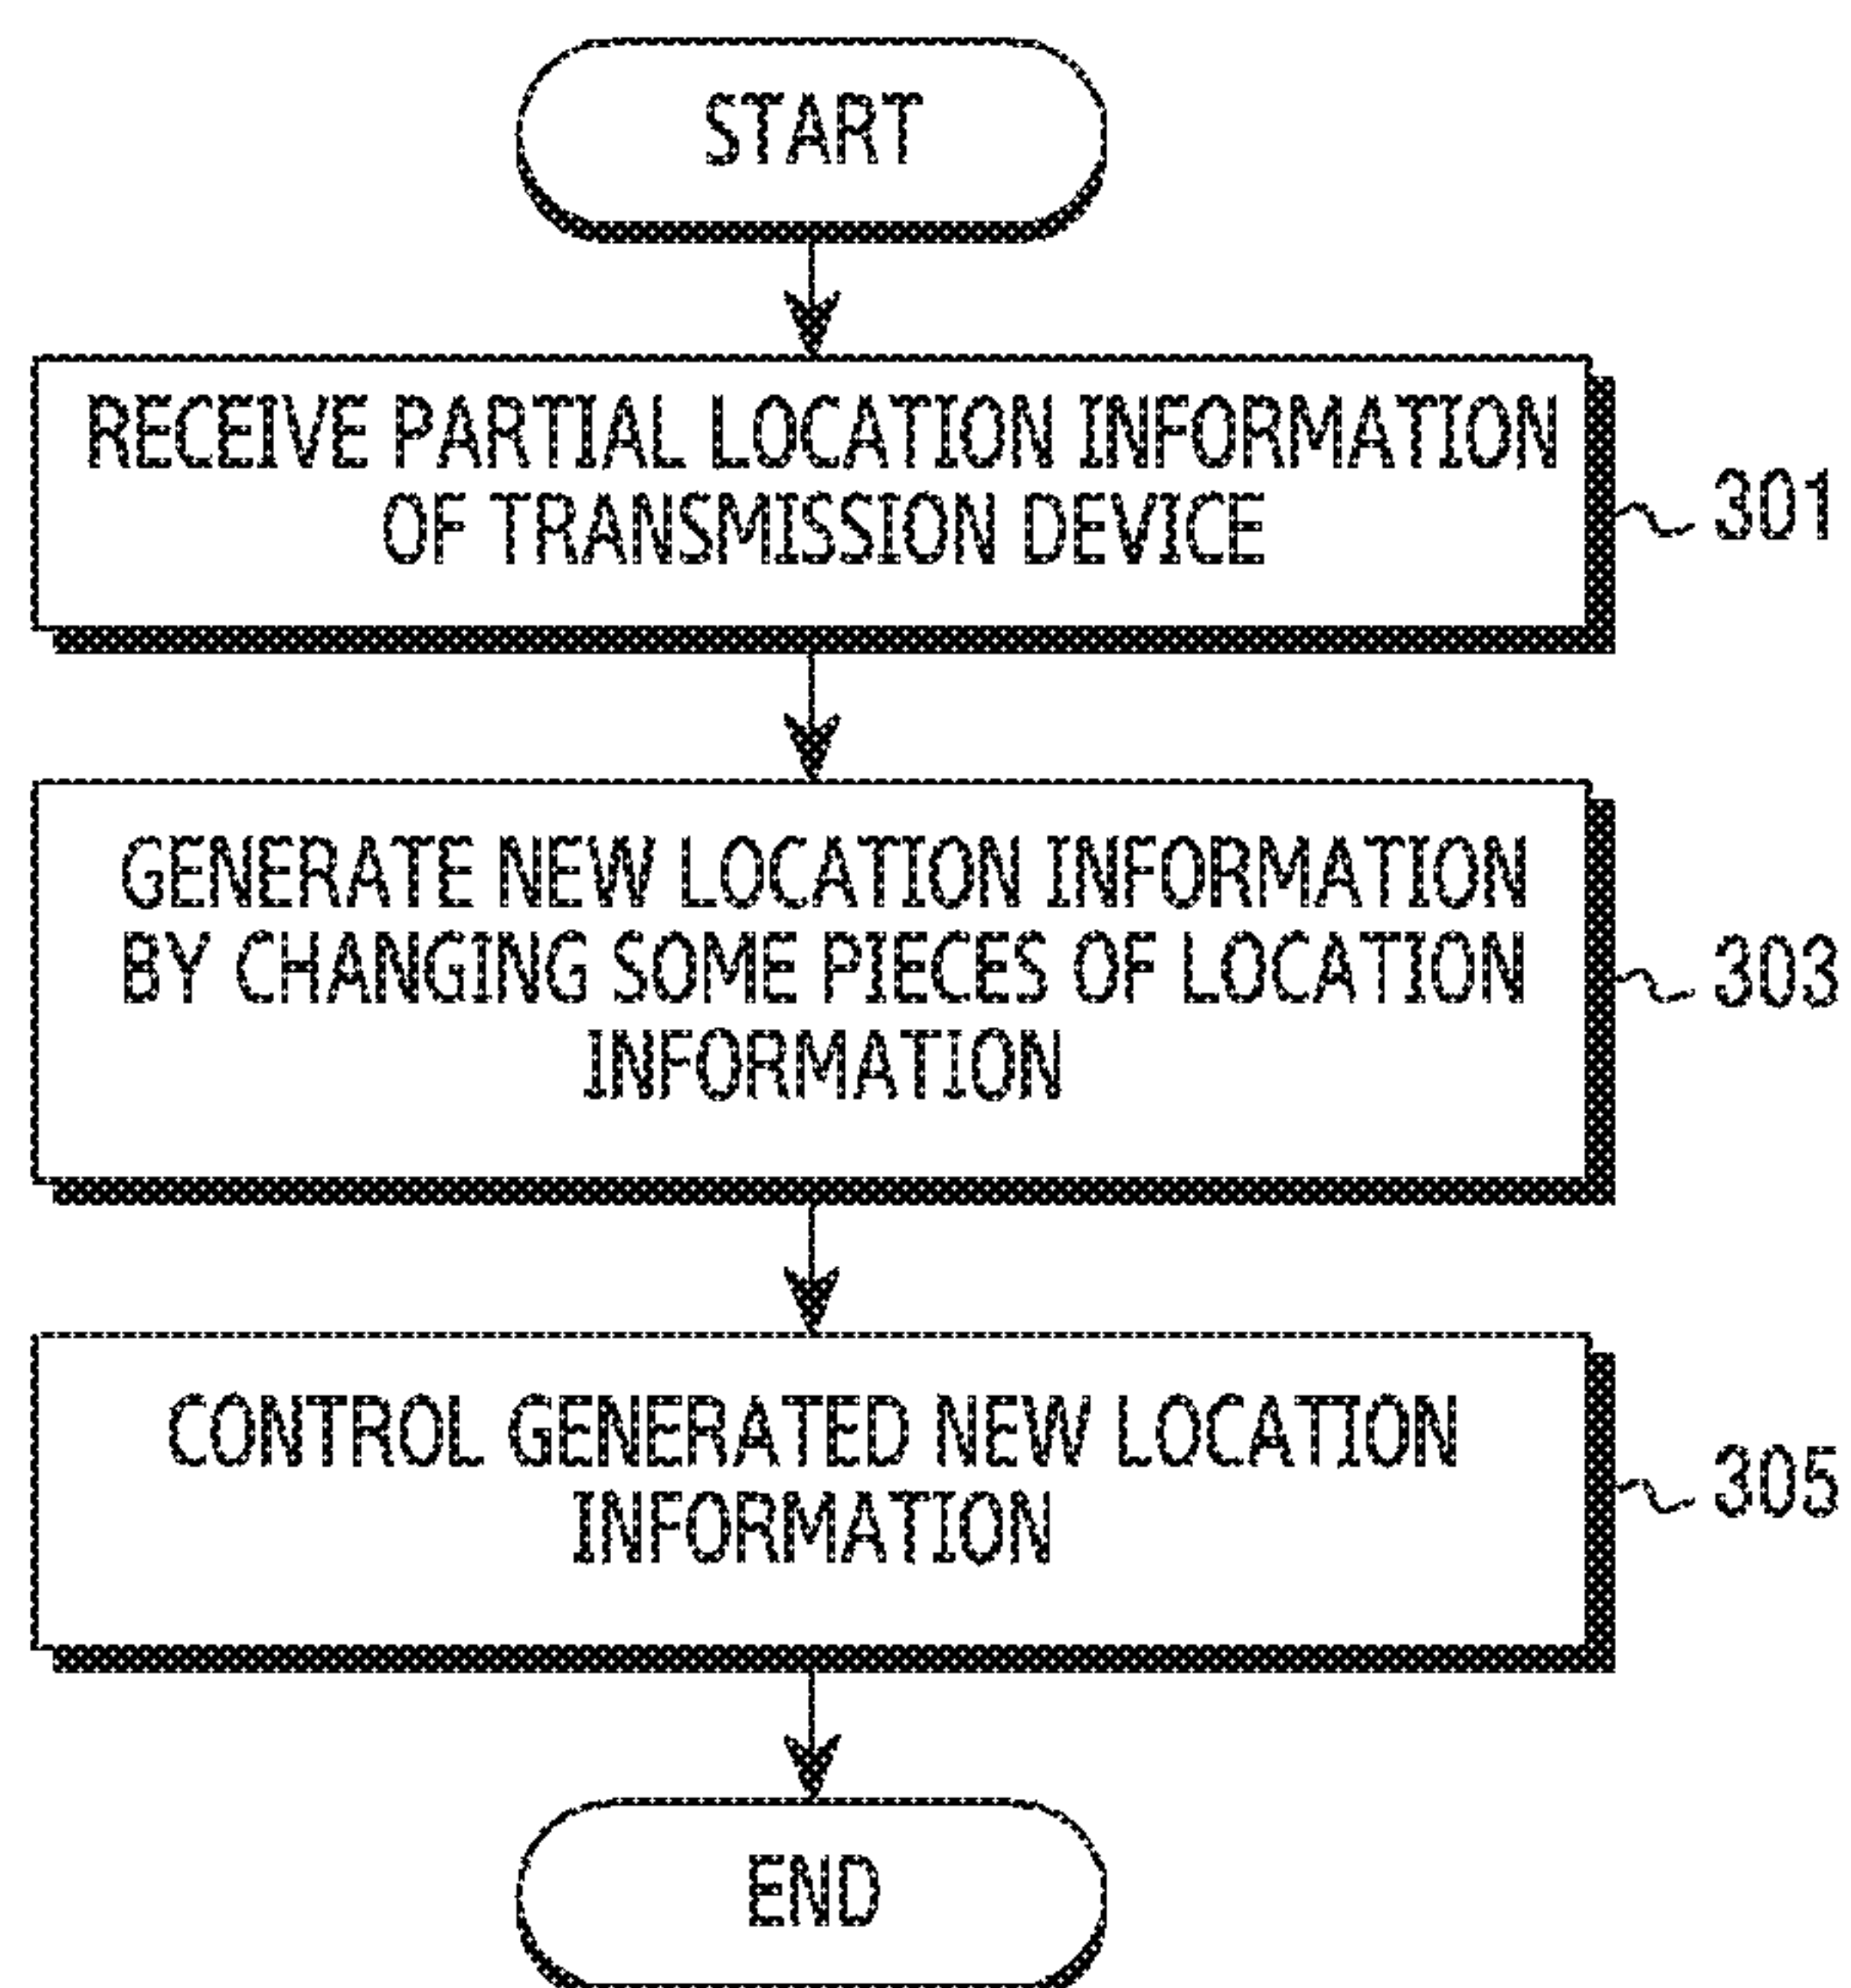 START
RECEIVE PARTIAL LOCATION INFORMATION
OF TRANSMISSION DEVICE
301
GENERATE NEW LOCATION INFORMATION
BY CHANGING SOME PIECES OF LOCATION
INFORMATION
303
CONTROL GENERATED NEW LOCATION
INFORMATION
305
END